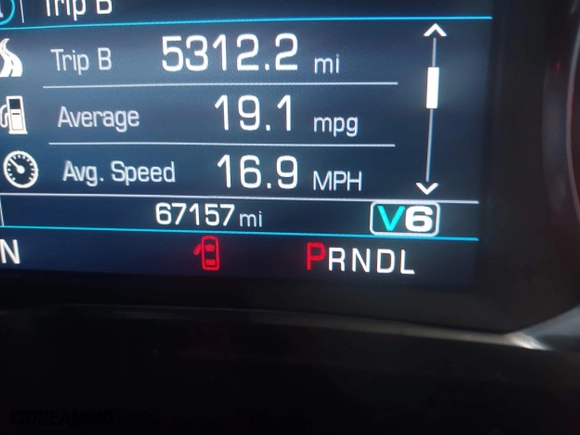 Trip B
Trip B 5312.2 mi
Average 19.1 mpg
Avg. Speed 16.9 MPH
67157 mi V6
N PRNDL